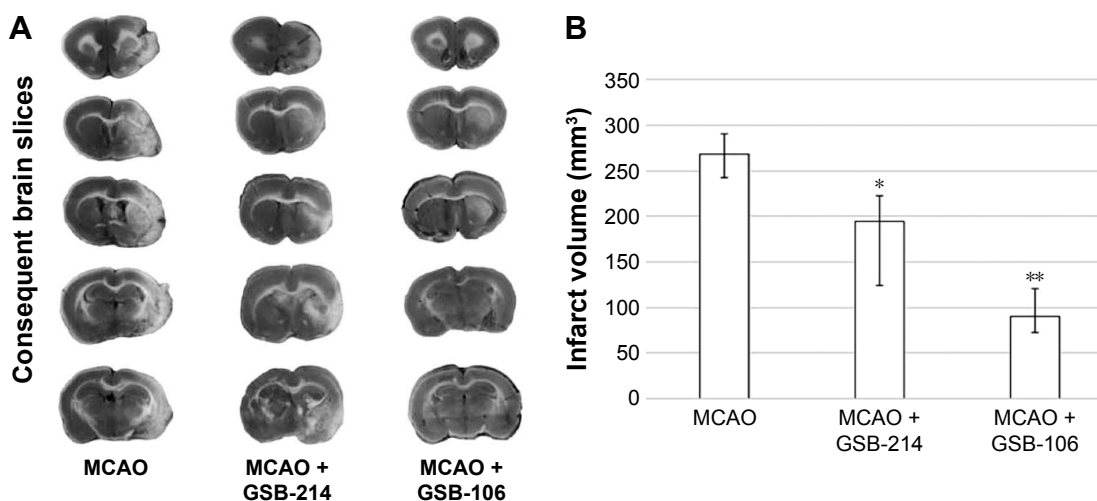 A
Consequent brain slices
MCAO
MCAO +
GSB-214
MCAO +
GSB-106
B
Infarct volume (mm³)
350
300
250
200
150
100
50
0
*
**
MCAO
MCAO +
GSB-214
MCAO +
GSB-106